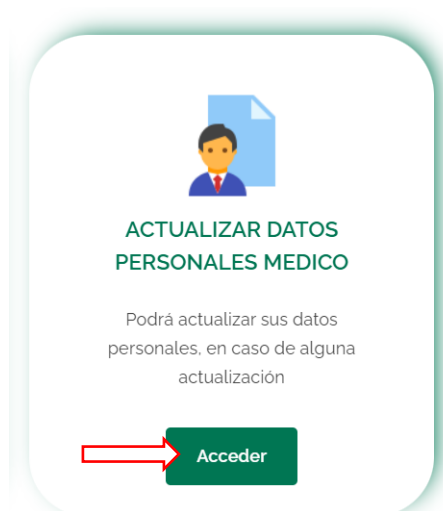 ACTUALIZAR DATOS
PERSONALES MEDICO
Podrá actualizar sus datos
personales, en caso de alguna
actualización
Acceder